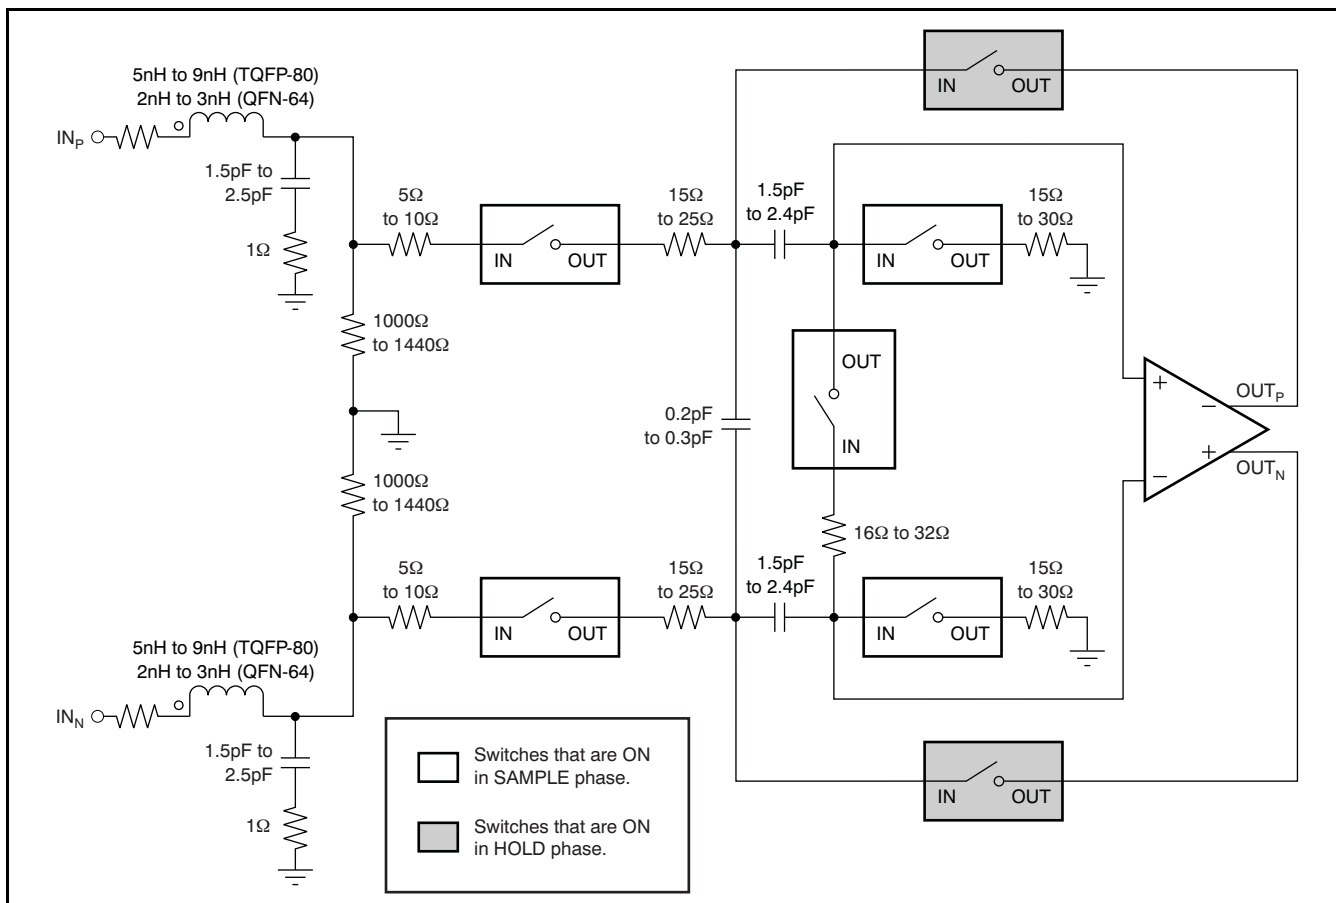 5nH to 9nH (TQFP-80)
2nH to 3nH (QFN-64)
IN OUT
INP
1.5pF to
2.5pF
1Ω
5Ω
to 10Ω
IN OUT
15Ω
to 25Ω
1.5pF
to 2.4pF
IN OUT
15Ω
to 30Ω
1000Ω
to 1440Ω
OUT
IN
0.2pF
to 0.3pF
+
−
−
+
OUTP
OUTN
1000Ω
to 1440Ω
16Ω to 32Ω
5Ω
to 10Ω
IN OUT
15Ω
to 25Ω
1.5pF
to 2.4pF
IN OUT
15Ω
to 30Ω
5nH to 9nH (TQFP-80)
2nH to 3nH (QFN-64)
INN
1.5pF to
2.5pF
1Ω
IN OUT
Switches that are ON
in SAMPLE phase.
Switches that are ON
in HOLD phase.